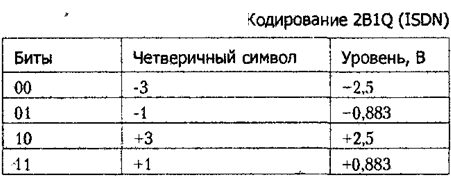 Кодирование 2B1Q (ISDN)
Биты Четверичный символ Уровень, В
00 -3 −2,5
01 -1 −0,883
10 +3 +2,5
11 +1 +0,883